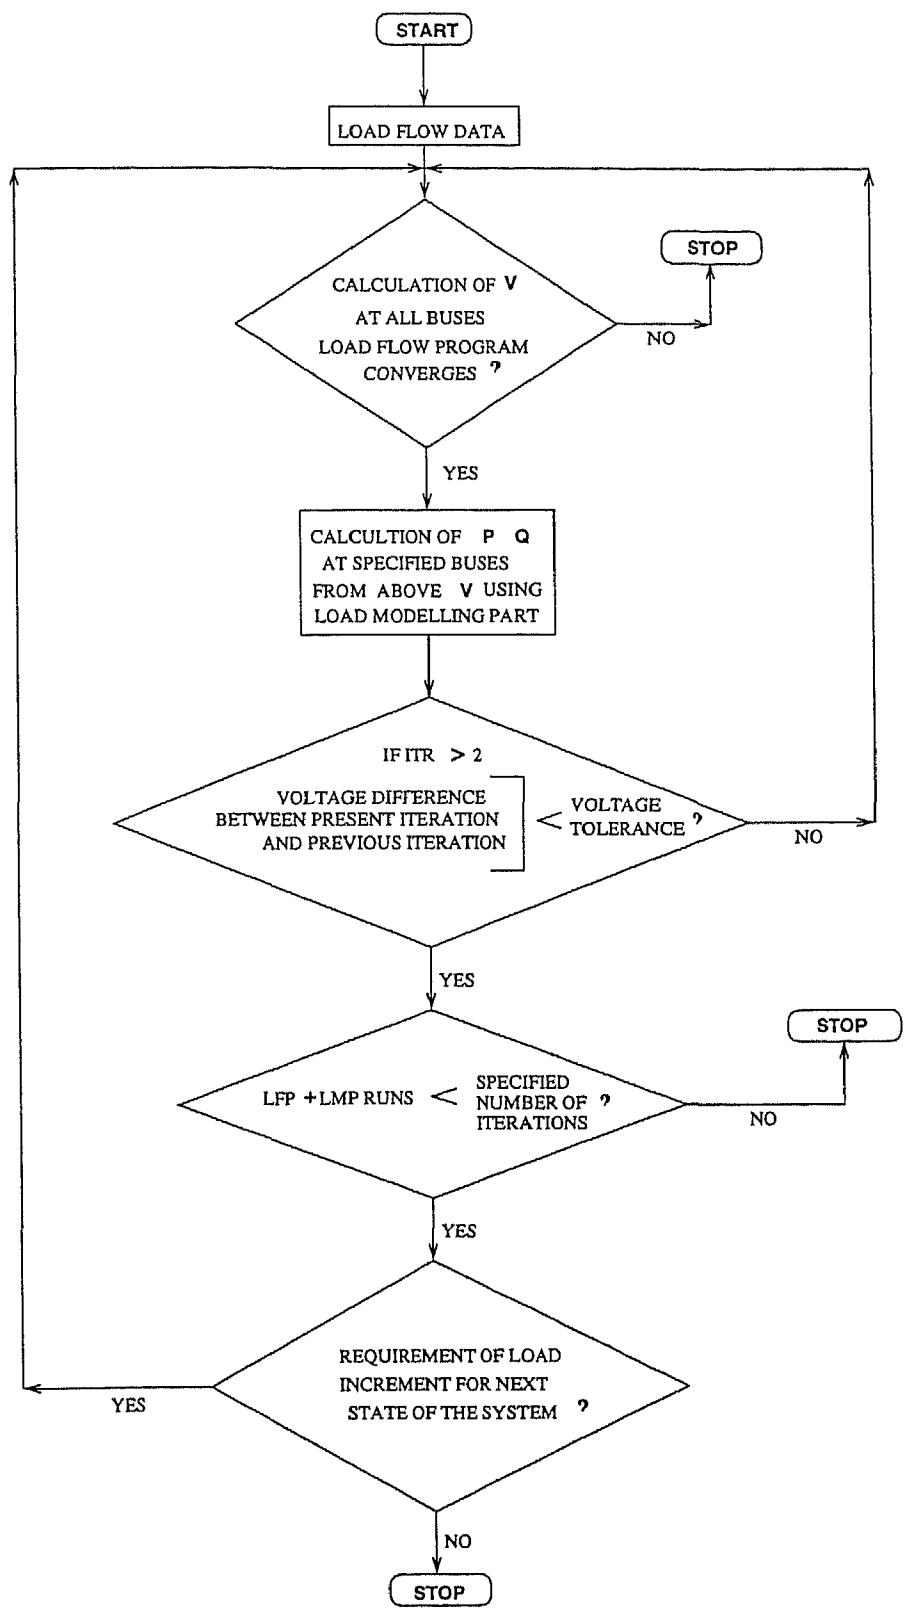 START
LOAD FLOW DATA
CALCULATION OF V
AT ALL BUSES
LOAD FLOW PROGRAM
CONVERGES ?
NO
STOP
YES
CALCULTION OF P Q
AT SPECIFIED BUSES
FROM ABOVE V USING
LOAD MODELLING PART
IF ITR > 2
VOLTAGE DIFFERENCE
BETWEEN PRESENT ITERATION
AND PREVIOUS ITERATION
< VOLTAGE
TOLERANCE ?
NO
YES
LFP + LMP RUNS <
SPECIFIED
NUMBER OF ?
ITERATIONS
NO
STOP
YES
REQUIREMENT OF LOAD
INCREMENT FOR NEXT
STATE OF THE SYSTEM ?
YES
NO
STOP